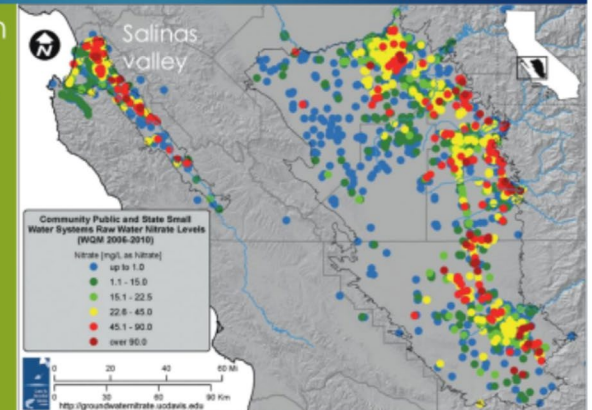 n
N
Salinas
valley
Community Public and State Small
Water Systems Raw Water Nitrate Levels
(WQM 2006-2010)
Nitrate [mg/L as Nitrate]
up to 1.0
1.1 - 15.0
15.1 - 22.5
22.6 - 45.0
45.1 - 90.0
over 90.0
0 20 40 60 Mi
0 30 60 90 Km
http://groundwaternitrate.ucdavis.edu